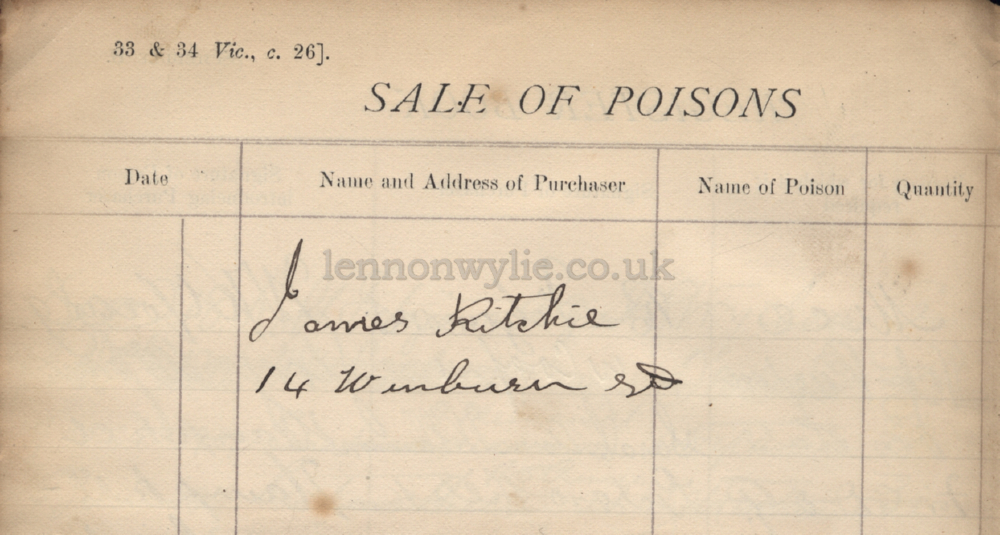 33 & 34 Vic., c. 26].
SALE OF POISONS
Date Name and Address of Purchaser Name of Poison Quantity
lennonwylie.co.uk
James Ritchie
14 Wenburn St